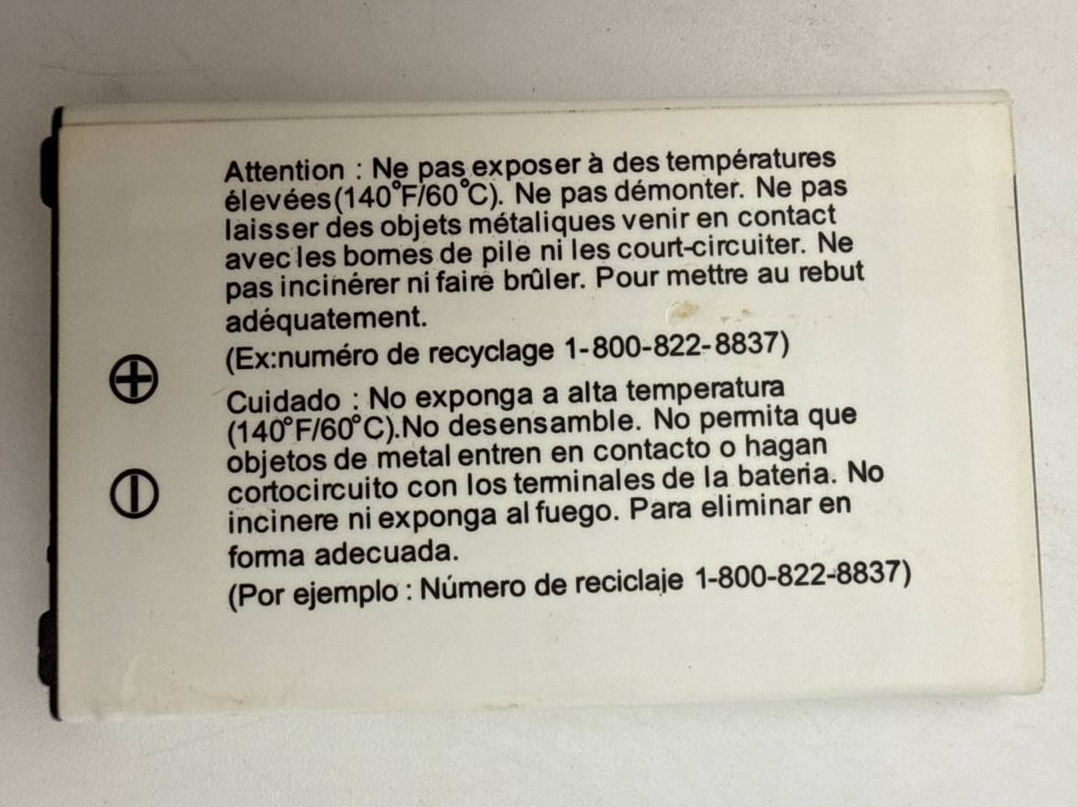 Attention : Ne pas exposer à des températures
élevées(140°F/60°C). Ne pas démonter. Ne pas
laisser des objets métaliques venir en contact
avec les bornes de pile ni les court-circuiter. Ne
pas incinérer ni faire brûler. Pour mettre au rebut
adéquatement.
(Ex:numéro de recyclage 1-800-822-8837)
Cuidado : No exponga a alta temperatura
(140°F/60°C).No desensamble. No permita que
objetos de metal entren en contacto o hagan
cortocircuito con los terminales de la bateria. No
incinere ni exponga al fuego. Para eliminar en
forma adecuada.
(Por ejemplo : Número de reciclaje 1-800-822-8837)